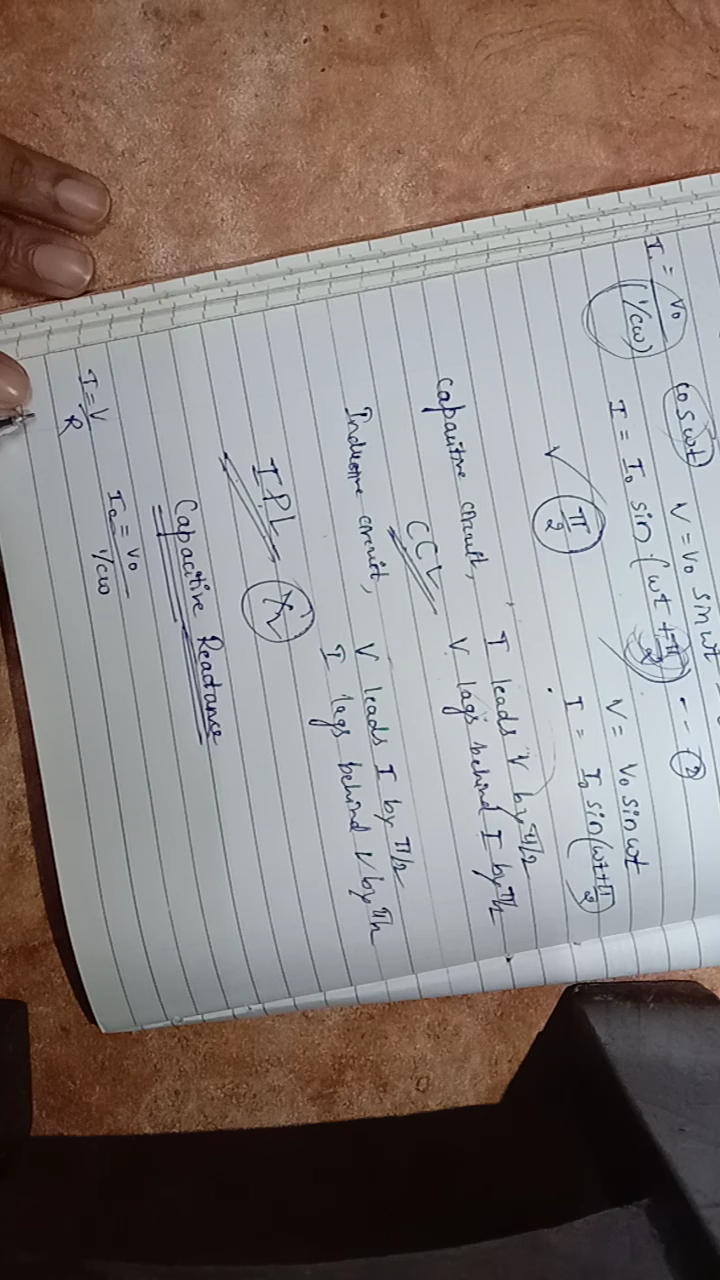 I = V0/(1/cω) cos ωt V = V0 sin ωt
I = I0 sin (ωt + π/2) -- ②
V = V0 sin ωt
✓ π/2 I = I0 sin(ωt+π/2)
Capacitive circuit, I leads V by π/2
V lags behind I by π/2
Inductive circuit, V leads I by π/2
I lags behind V by π/2
Capacitive Reactance
I = V/R I0 = V0/1/cω